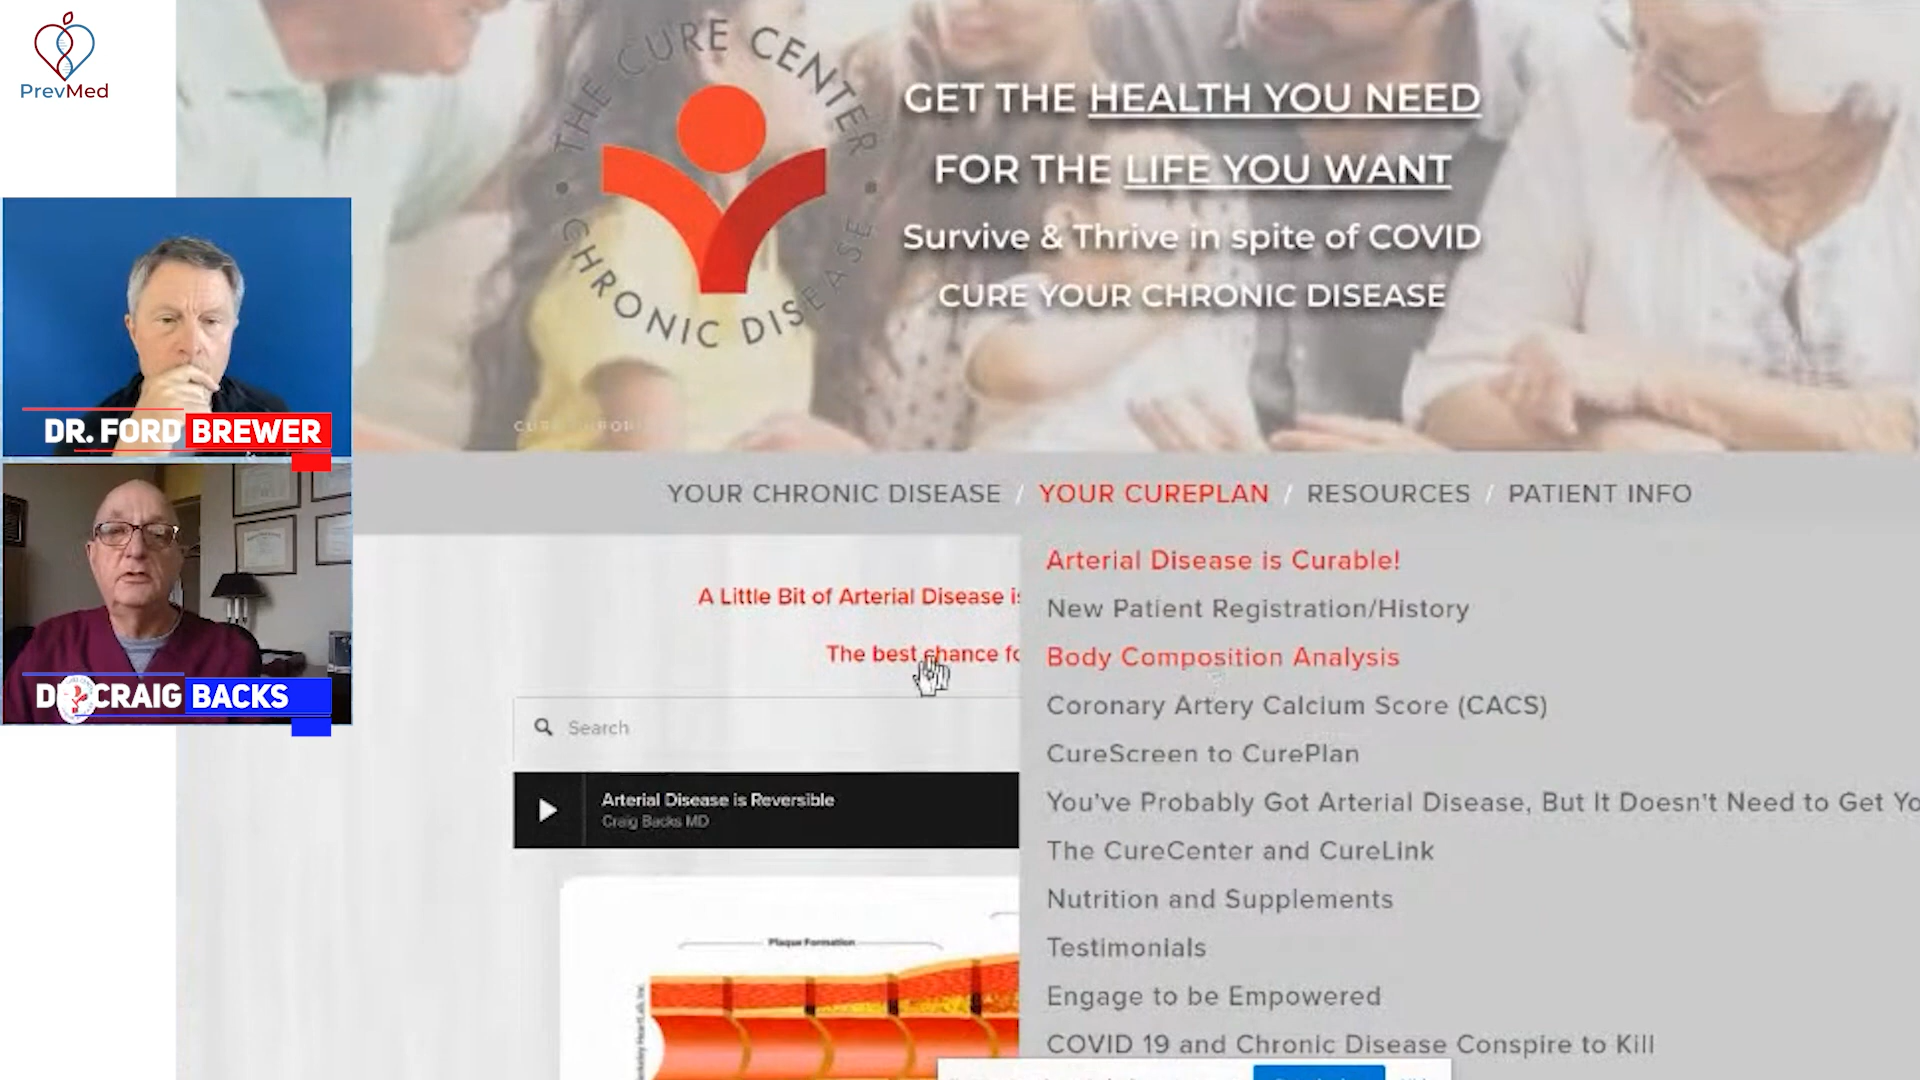 PrevMed
THE CURE CENTER
CHRONIC DISEASE
GET THE HEALTH YOU NEED
FOR THE LIFE YOU WANT
Survive & Thrive in spite of COVID
CURE YOUR CHRONIC DISEASE
DR. FORD BREWER
CRAIG BACKS
YOUR CHRONIC DISEASE / YOUR CUREPLAN / RESOURCES / PATIENT INFO
A Little Bit of Arterial Disease
The best chance
Search
Arterial Disease is Reversible
Craig Backs MD
Plaque Formation
Arterial Disease is Curable!
New Patient Registration/History
Body Composition Analysis
Coronary Artery Calcium Score (CACS)
CureScreen to CurePlan
You've Probably Got Arterial Disease, But It Doesn't Need to Get
The CureCenter and CureLink
Nutrition and Supplements
Testimonials
Engage to be Empowered
COVID 19 and Chronic Disease Conspire to Kill